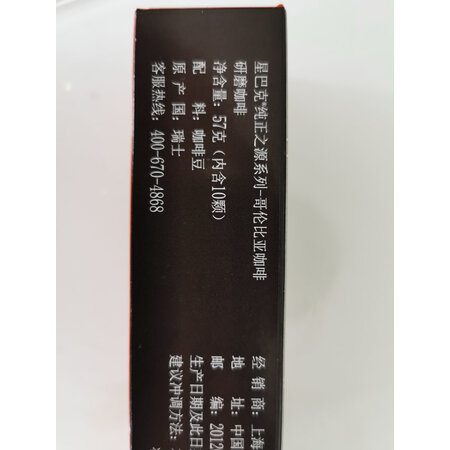 星巴克®纯正之源系列-哥伦比亚咖啡
研磨咖啡
净含量：57克（内含10颗）
配 料：咖啡豆
原 产 国：瑞士
客服热线：400-670-4868
经 销 商：上海
地 址：中国
邮 编：2012
生产日期及此日
建议冲调方法：